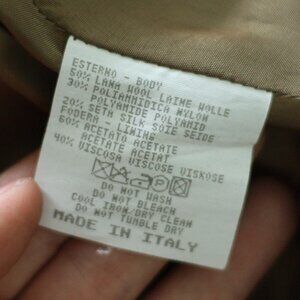 ESTERNO - BODY
50% LANA WOOL LAINE WOLLE
30% POLIAMMIDICA NYLON
POLYAMIDE POLYAMID
20% SETA SILK SOIE SEIDE
FODERA - LINING
60% ACETATO ACETATE
ACETATE ACETAT
40% VISCOSA VISCOSE VISKOSE
DO NOT WASH
DO NOT BLEACH
COOL IRON/DRY CLEAN
DO NOT TUMBLE DRY
MADE IN ITALY